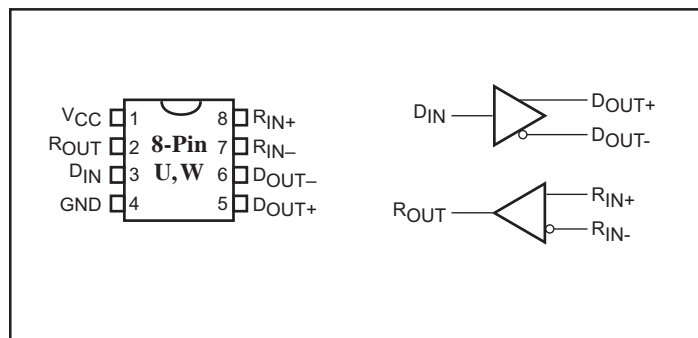 VCC 1 8 RIN+
ROUT 2 8-Pin 7 RIN–
DIN 3 U, W 6 DOUT–
GND 4 5 DOUT+
DIN DOUT+
DOUT-
ROUT RIN+
RIN-